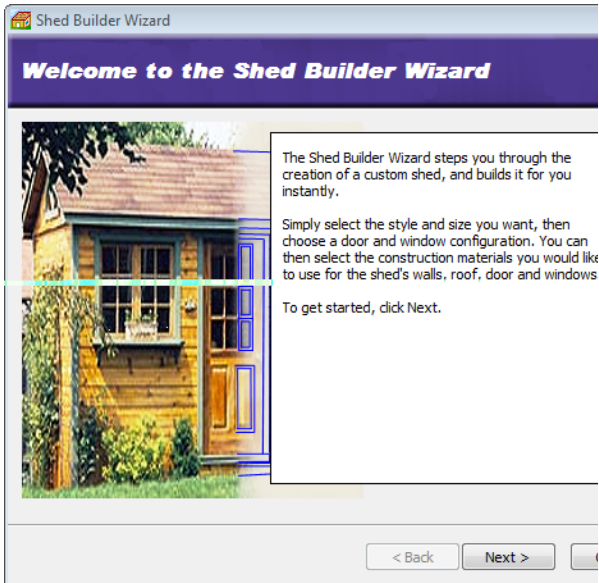 Shed Builder Wizard
Welcome to the Shed Builder Wizard
The Shed Builder Wizard steps you through the
creation of a custom shed, and builds it for you
instantly.
Simply select the style and size you want, then
choose a door and window configuration. You can
then select the construction materials you would like
to use for the shed's walls, roof, door and windows
To get started, click Next.
< Back
Next >